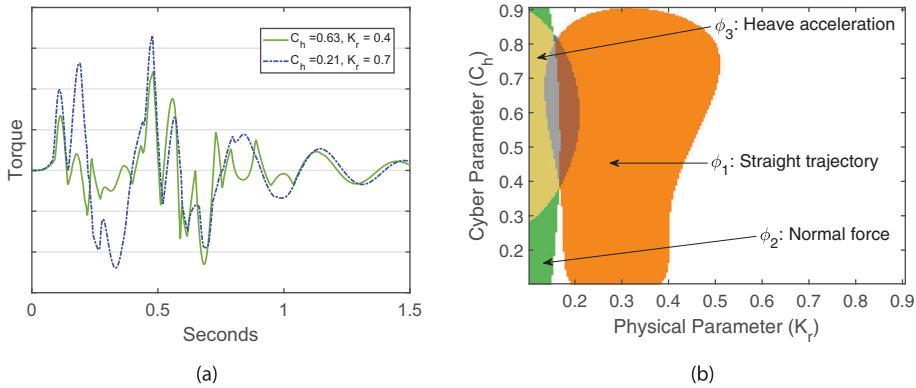 C_h =0.63, K_r = 0.4
C_h =0.21, K_r = 0.7
Torque
0 0.5 1 1.5
Seconds
(a)
0.9
0.8
0.7
0.6
0.5
0.4
0.3
0.2
Cyber Parameter (C_h)
ϕ_3: Heave acceleration
ϕ_1: Straight trajectory
ϕ_2: Normal force
0.2 0.3 0.4 0.5 0.6 0.7 0.8 0.9
Physical Parameter (K_r)
(b)